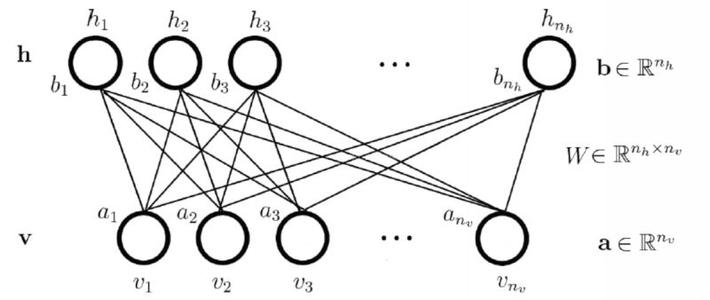 h₁ h₂ h₃ h_{n_h}
h ... b ∈ ℝ^{n_h}
b₁ b₂ b₃ b_{n_h}
W ∈ ℝ^{n_h×n_v}
a₁ a₂ a₃ a_{n_v}
v ... a ∈ ℝ^{n_v}
v₁ v₂ v₃ v_{n_v}